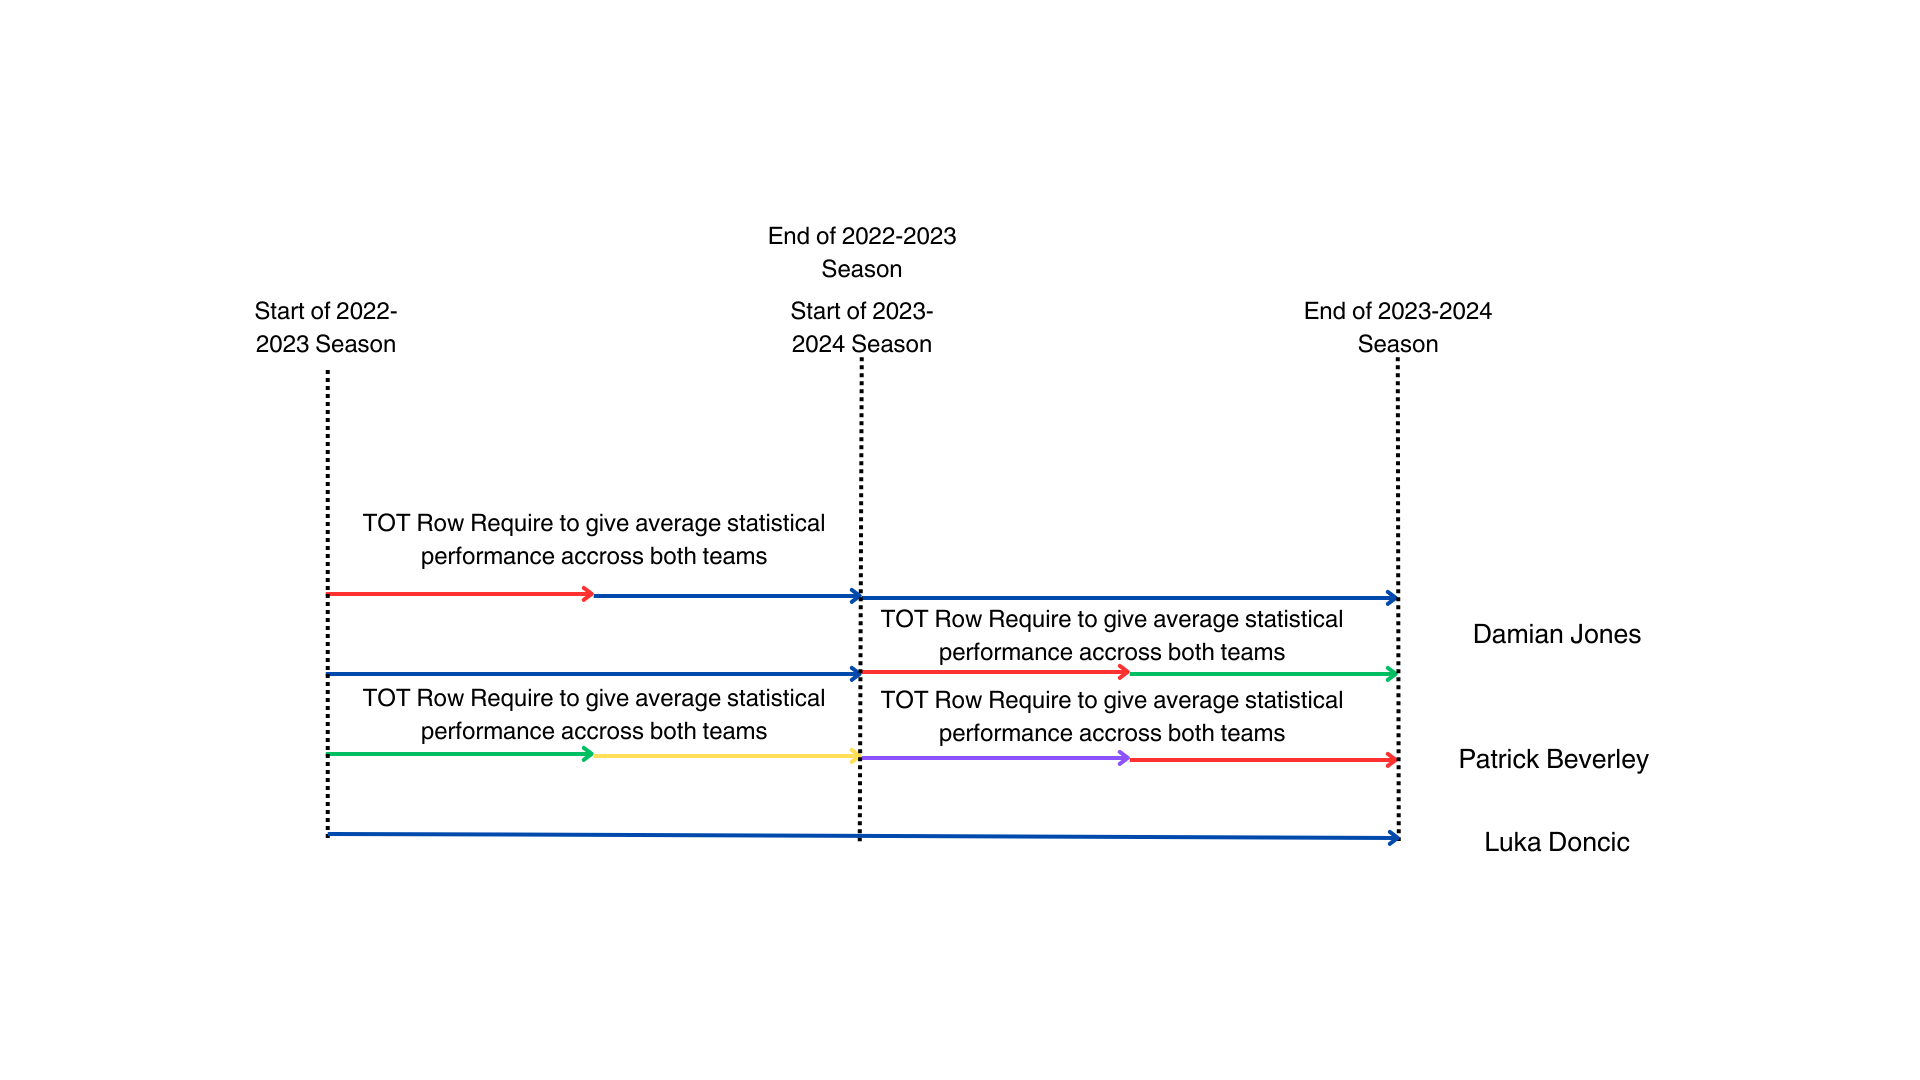 End of 2022-2023
Season
Start of 2022-
2023 Season
Start of 2023-
2024 Season
End of 2023-2024
Season
TOT Row Require to give average statistical
performance accross both teams
TOT Row Require to give average statistical
performance accross both teams
Damian Jones
TOT Row Require to give average statistical
performance accross both teams
TOT Row Require to give average statistical
performance accross both teams
Patrick Beverley
Luka Doncic